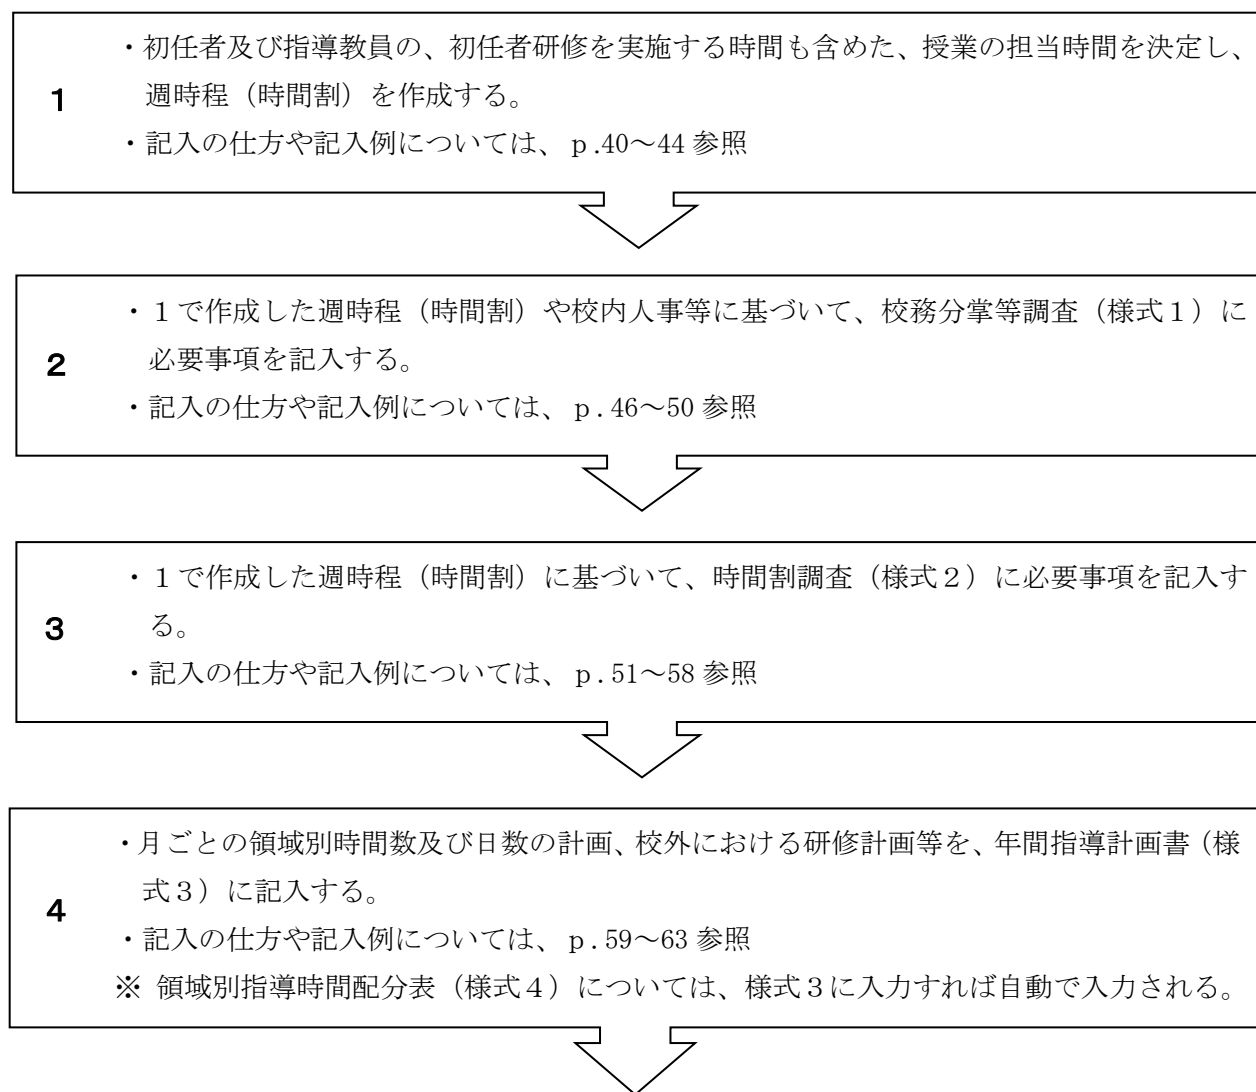 1
・初任者及び指導教員の、初任者研修を実施する時間も含めた、授業の担当時間を決定し、
週時程（時間割）を作成する。
・記入の仕方や記入例については、ｐ.40～44 参照
2
・１で作成した週時程（時間割）や校内人事等に基づいて、校務分掌等調査（様式１）に
必要事項を記入する。
・記入の仕方や記入例については、ｐ.46～50 参照
3
・１で作成した週時程（時間割）に基づいて、時間割調査（様式２）に必要事項を記入す
る。
・記入の仕方や記入例については、ｐ.51～58 参照
4
・月ごとの領域別時間数及び日数の計画、校外における研修計画等を、年間指導計画書（様
式３）に記入する。
・記入の仕方や記入例については、ｐ.59～63 参照
※ 領域別指導時間配分表（様式４）については、様式３に入力すれば自動で入力される。